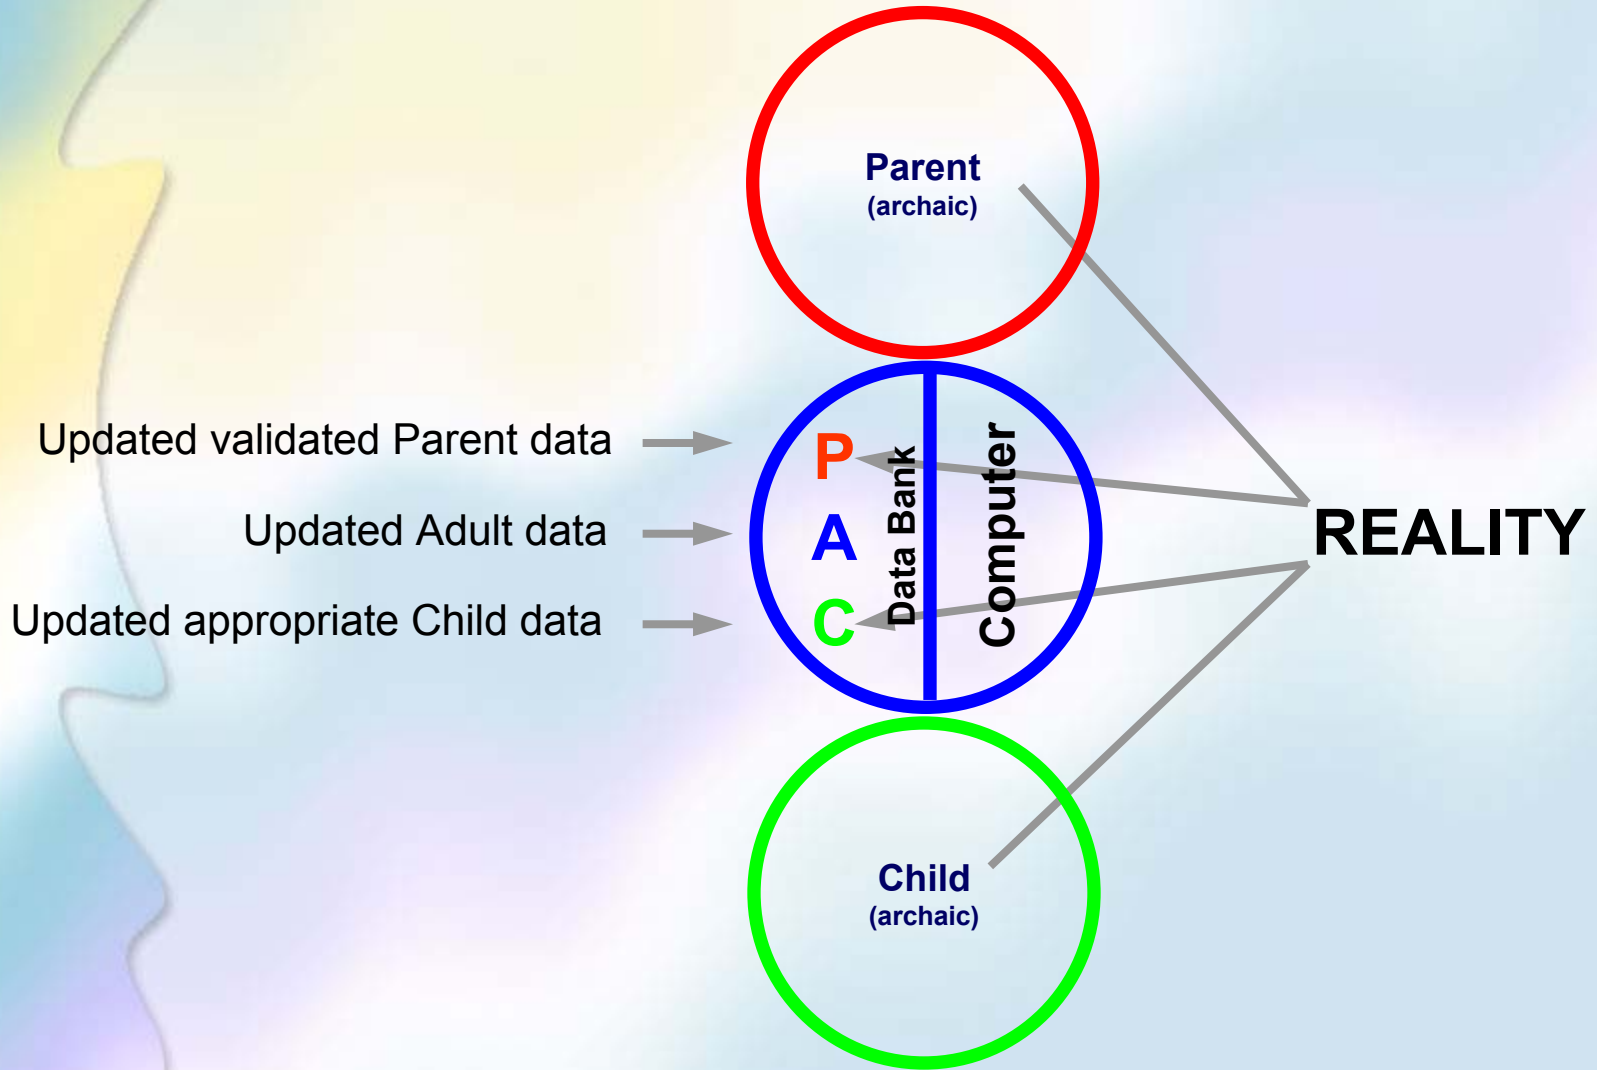 Parent
(archaic)
Updated validated Parent data
P
Updated Adult data
A
Updated appropriate Child data
C
Data Bank
Computer
REALITY
Child
(archaic)